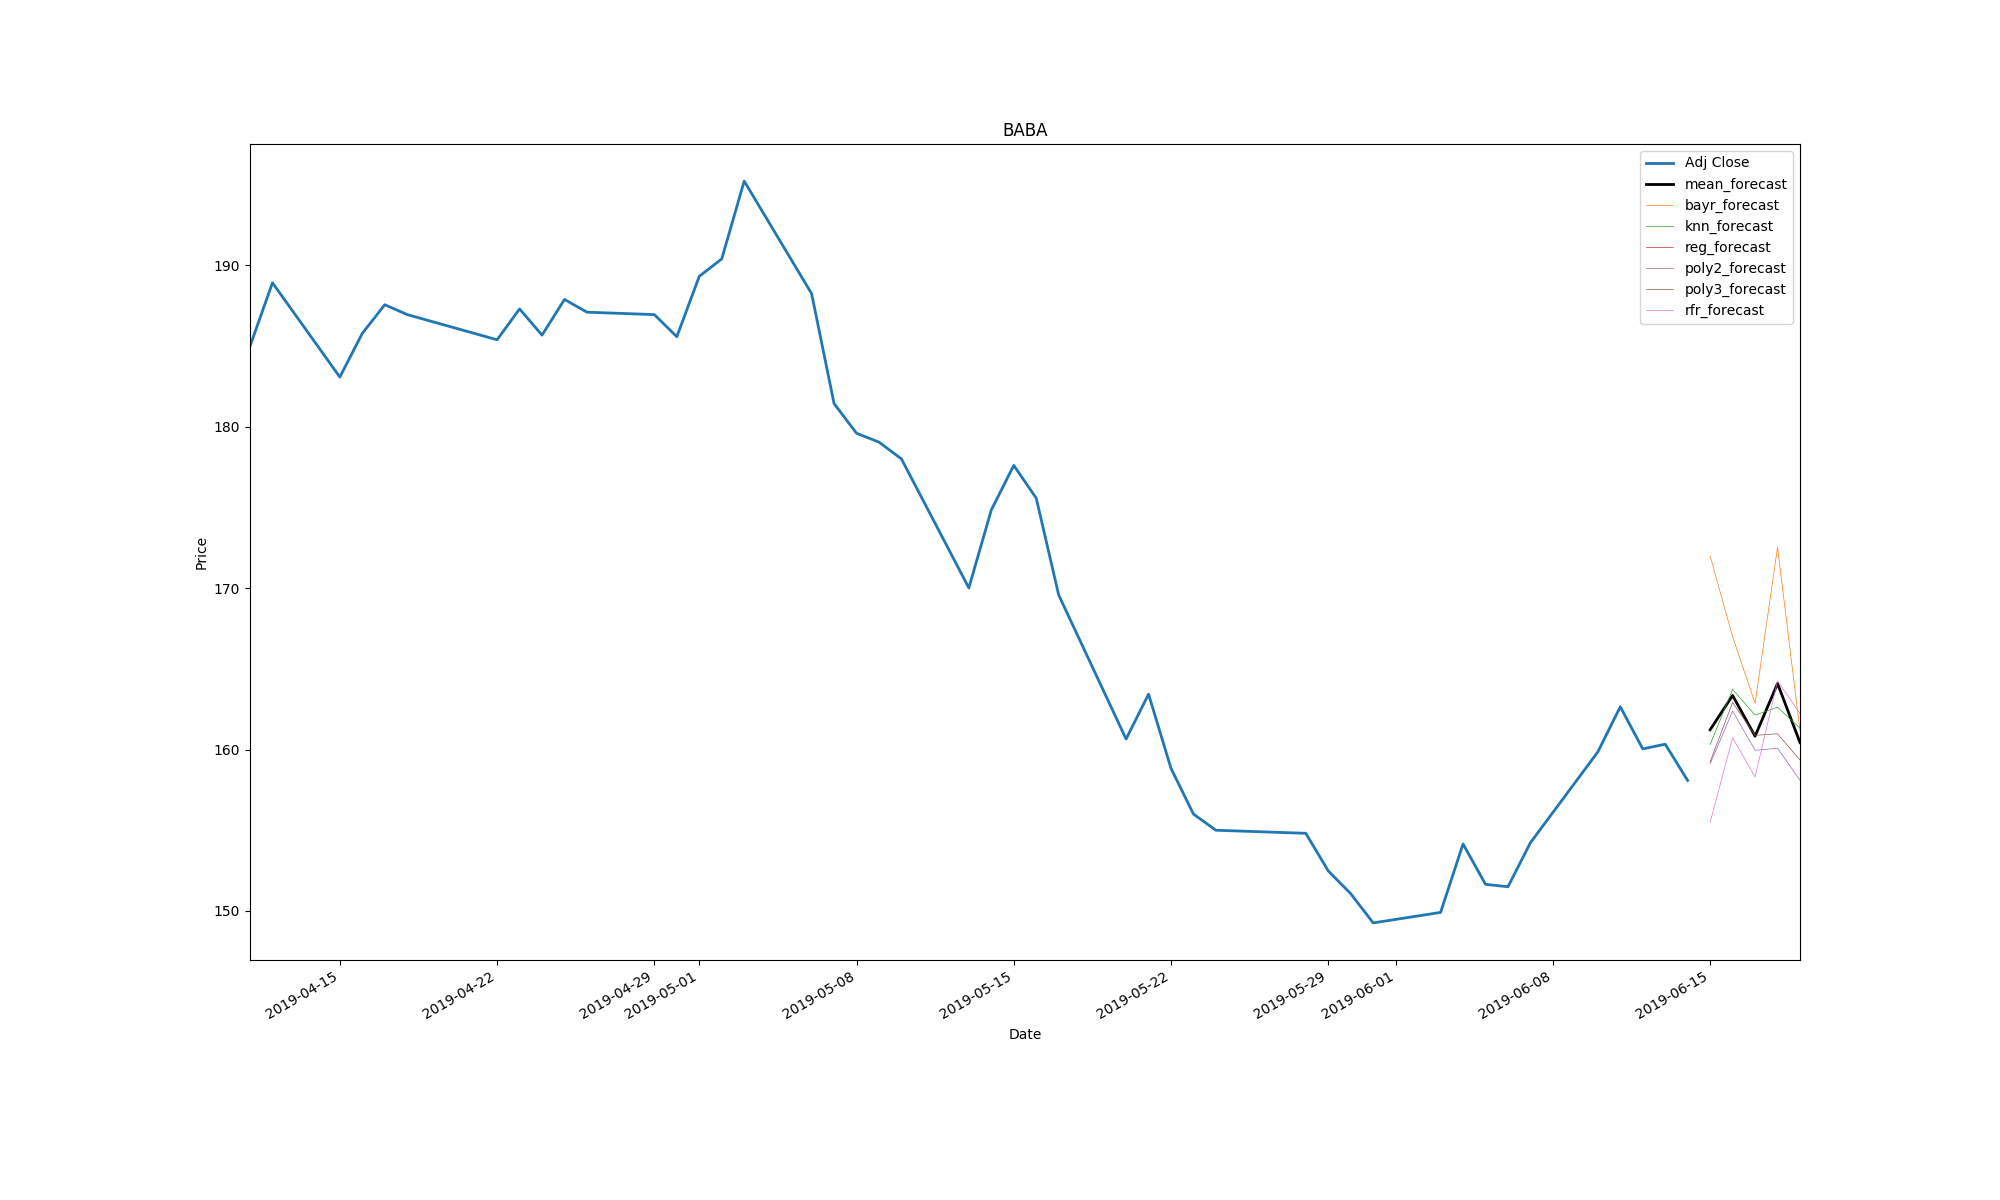 BABA
Adj Close
mean_forecast
bayr_forecast
knn_forecast
reg_forecast
poly2_forecast
poly3_forecast
rfr_forecast
190
180
170
160
150
Price
2019-04-15
2019-04-22
2019-04-29
2019-05-01
2019-05-08
2019-05-15
2019-05-22
2019-05-29
2019-06-01
2019-06-08
2019-06-15
Date